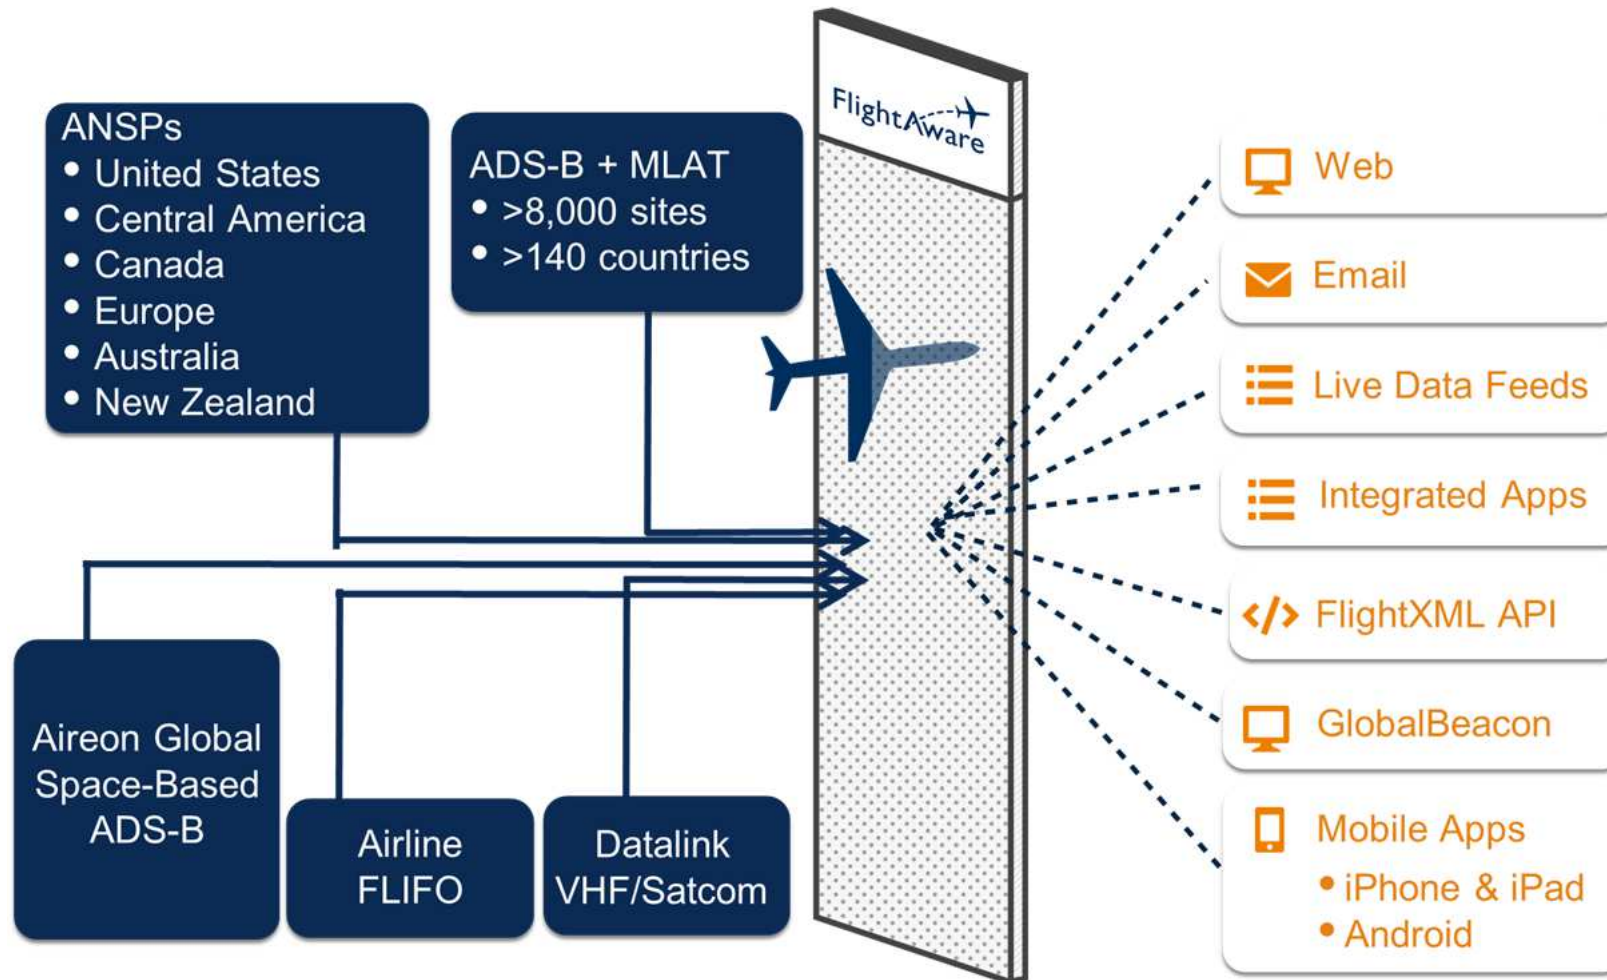 ANSPs
• United States
• Central America
• Canada
• Europe
• Australia
• New Zealand
ADS-B + MLAT
• >8,000 sites
• >140 countries
FlightAware
Aireon Global
Space-Based
ADS-B
Airline
FLIFO
Datalink
VHF/Satcom
Web
Email
Live Data Feeds
Integrated Apps
</> FlightXML API
GlobalBeacon
Mobile Apps
• iPhone & iPad
• Android